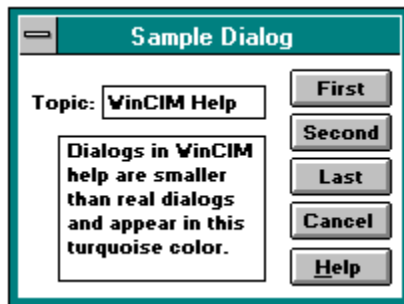 Sample Dialog
Topic: WinCIM Help
Dialogs in WinCIM
help are smaller
than real dialogs
and appear in this
turquoise color.
First
Second
Last
Cancel
Help